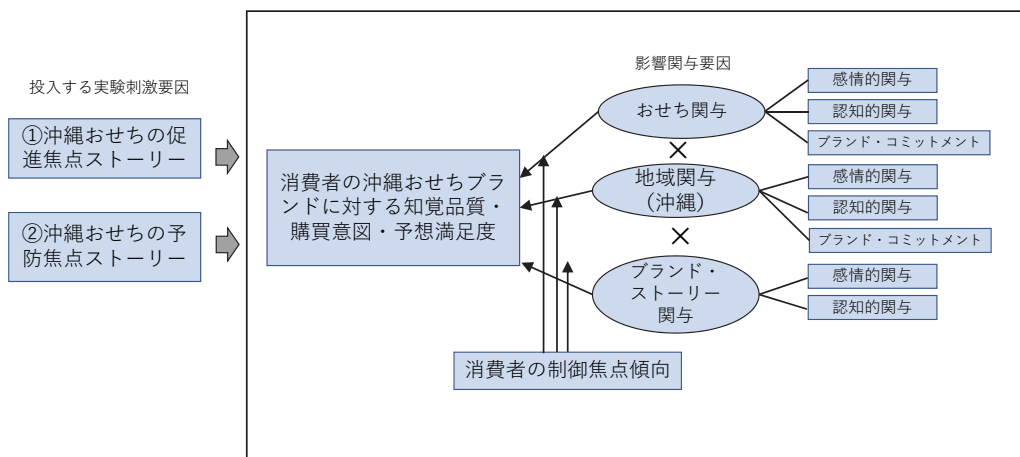 投入する実験刺激要因
①沖縄おせちの促
進焦点ストーリー
②沖縄おせちの予
防焦点ストーリー
消費者の沖縄おせちブラ
ンドに対する知覚品質・
購買意図・予想満足度
影響関与要因
おせち関与
×
地域関与
（沖縄）
×
ブランド・
ストーリー
関与
感情的関与
認知的関与
ブランド・コミットメント
感情的関与
認知的関与
ブランド・コミットメント
感情的関与
認知的関与
消費者の制御焦点傾向